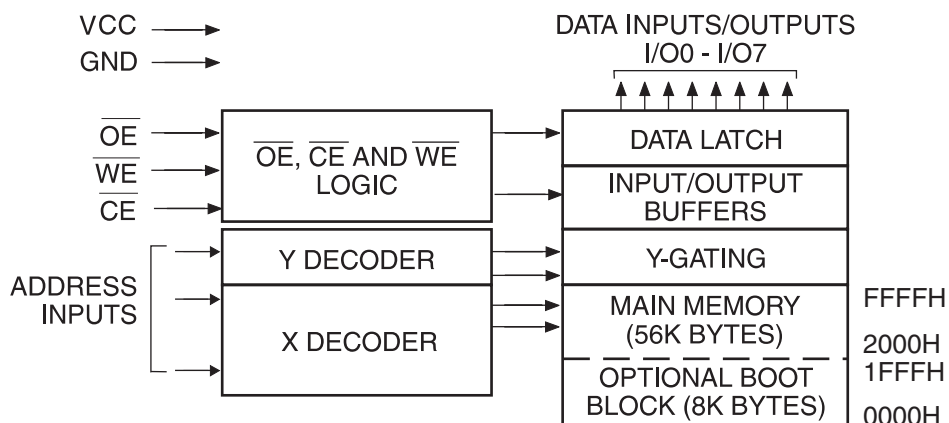 VCC
GND
DATA INPUTS/OUTPUTS
I/O0 - I/O7
OE
WE
CE
OE, CE AND WE
LOGIC
DATA LATCH
INPUT/OUTPUT
BUFFERS
ADDRESS
INPUTS
Y DECODER
Y-GATING
X DECODER
MAIN MEMORY
(56K BYTES)
OPTIONAL BOOT
BLOCK (8K BYTES)
FFFFH
2000H
1FFFH
0000H